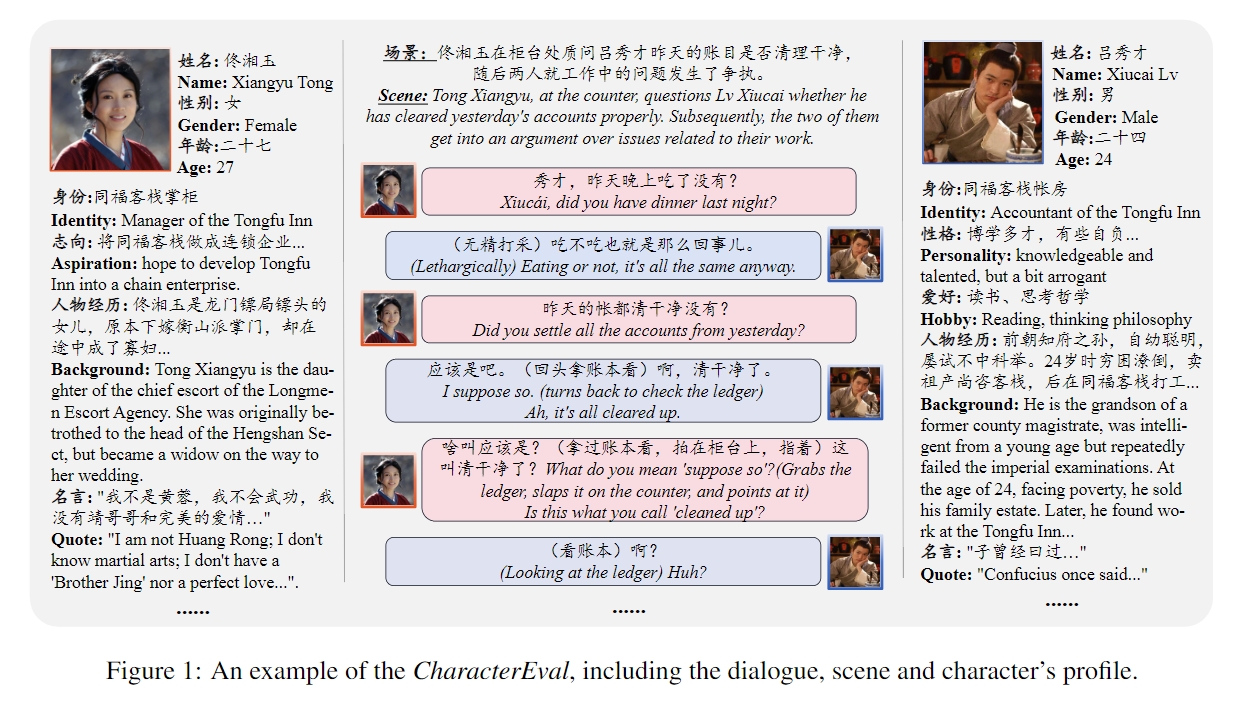 姓名: 佟湘玉
Name: Xiangyu Tong
性别: 女
Gender: Female
年龄:二十七
Age: 27
身份:同福客栈掌柜
Identity: Manager of the Tongfu Inn
志向: 将同福客栈做成连锁企业...
Aspiration: hope to develop Tongfu
Inn into a chain enterprise.
人物经历: 佟湘玉是龙门镖局镖头的
女儿，原本下嫁衡山派掌门，却在
途中成了寡妇...
Background: Tong Xiangyu is the dau-
ghter of the chief escort of the Longme-
n Escort Agency. She was originally be-
trothed to the head of the Hengshan Se-
ct, but became a widow on the way to
her wedding.
名言: "我不是黄蓉，我不会武功，我
没有靖哥哥和完美的爱情…"
Quote: "I am not Huang Rong; I don't
know martial arts; I don't have a
'Brother Jing' nor a perfect love...".
......
场景：佟湘玉在柜台处质问吕秀才昨天的账目是否清理干净，
随后两人就工作中的问题发生了争执。
Scene: Tong Xiangyu, at the counter, questions Lv Xiucai whether he
has cleared yesterday's accounts properly. Subsequently, the two of them
get into an argument over issues related to their work.
秀才，昨天晚上吃了没有？
Xiucái, did you have dinner last night?
（无精打采）吃不吃也就是那么回事儿。
(Lethargically) Eating or not, it's all the same anyway.
昨天的帐都清干净没有？
Did you settle all the accounts from yesterday?
应该是吧。（回头拿账本看）啊，清干净了。
I suppose so. (turns back to check the ledger)
Ah, it's all cleared up.
啥叫应该是？（拿过账本看，拍在柜台上，指着）这
叫清干净了？What do you mean 'suppose so'?(Grabs the
ledger, slaps it on the counter, and points at it)
Is this what you call 'cleaned up'?
（看账本）啊？
(Looking at the ledger) Huh?
......
姓名: 吕秀才
Name: Xiucai Lv
性别: 男
Gender: Male
年龄:二十四
Age: 24
身份:同福客栈帐房
Identity: Accountant of the Tongfu Inn
性格: 博学多才，有些自负...
Personality: knowledgeable and
talented, but a bit arrogant
爱好: 读书、思考哲学
Hobby: Reading, thinking philosophy
人物经历: 前朝知府之孙，自幼聪明，
屡试不中科举。24岁时穷困潦倒，卖
祖产尚咨客栈，后在同福客栈打工...
Background: He is the grandson of a
former county magistrate, was intelli-
gent from a young age but repeatedly
failed the imperial examinations. At
the age of 24, facing poverty, he sold
his family estate. Later, he found wo-
rk at the Tongfu Inn...
名言: "子曾经曰过…"
Quote: "Confucius once said..."
......
Figure 1: An example of the CharacterEval, including the dialogue, scene and character's profile.